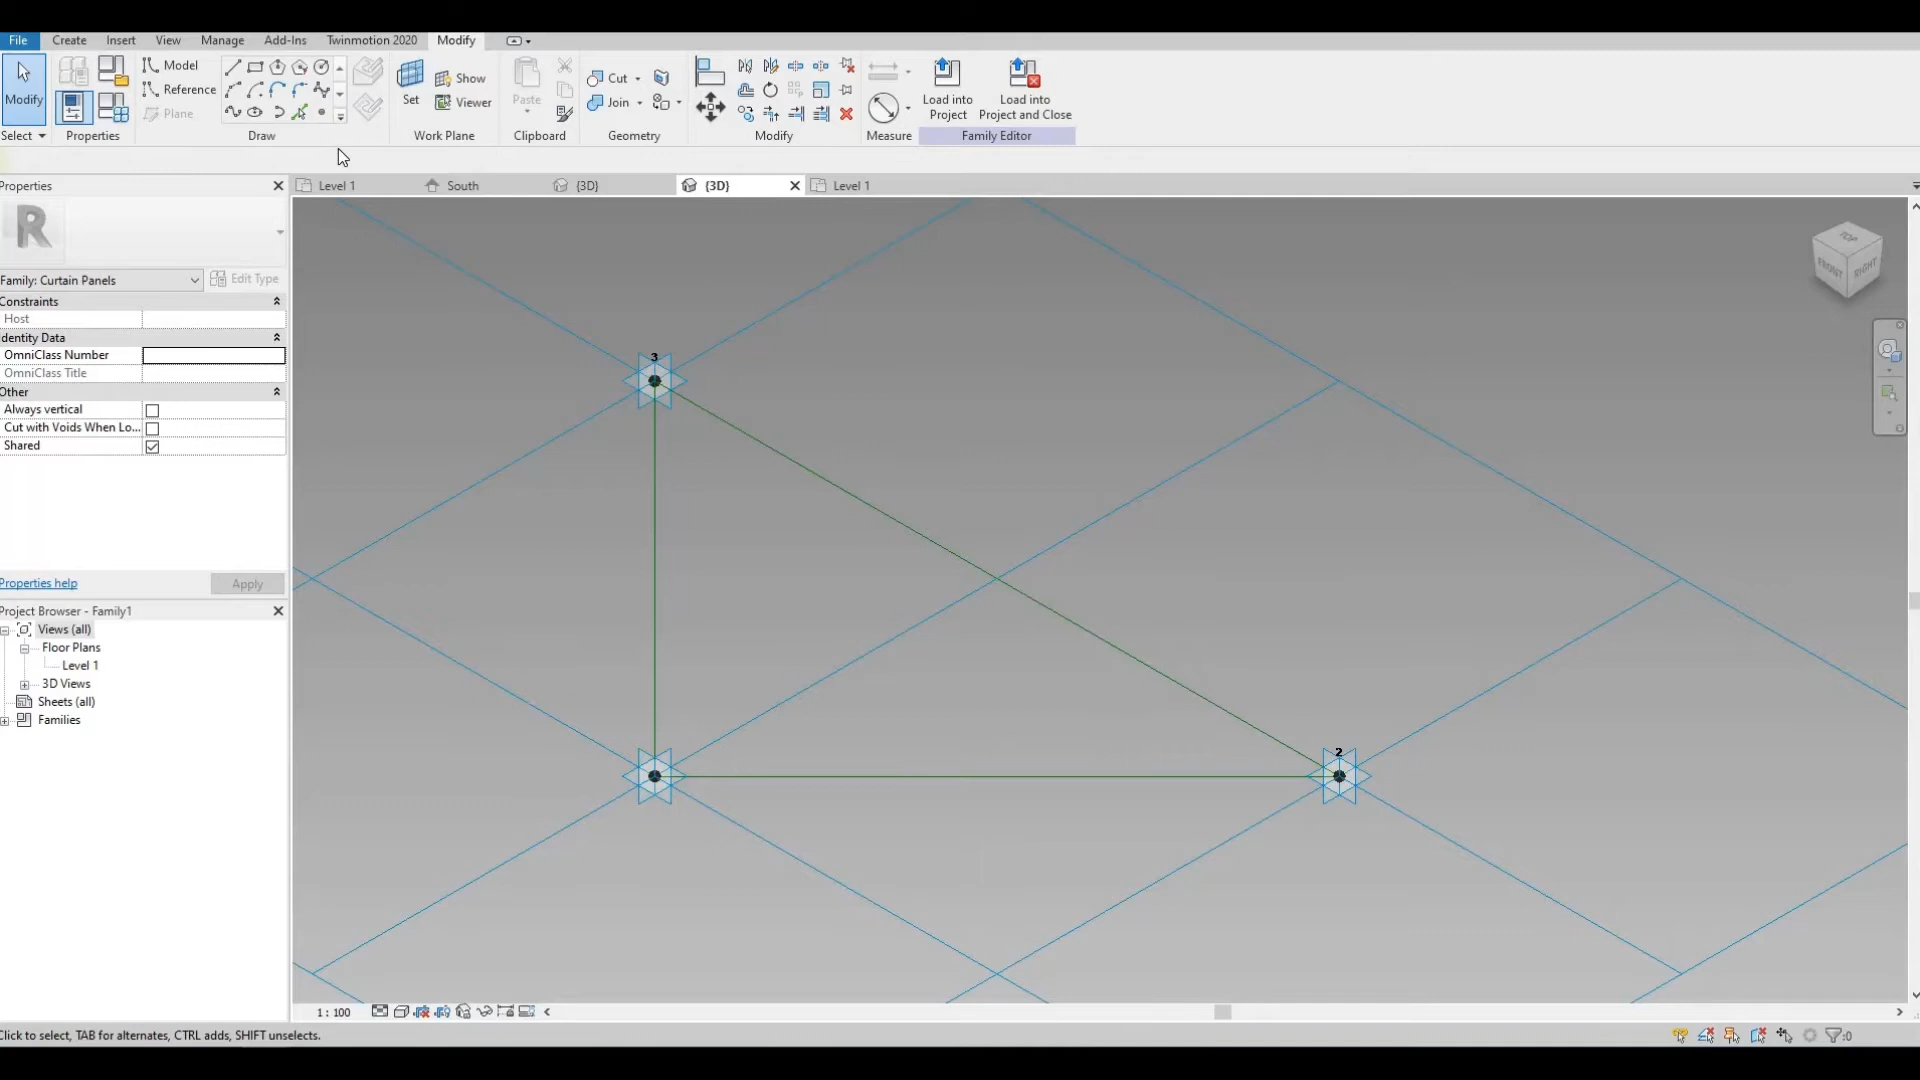 File Create Insert View Manage Add-Ins Twinmotion 2020 Modify
Modify
Select
Properties
Model
Reference
Plane
Draw
Set
Show
Viewer
Work Plane
Paste
Clipboard
Cut
Join
Geometry
Modify
Measure
Load into
Project
Load into
Project and Close
Family Editor
Properties
Level 1
South
{3D}
{3D}
Level 1
R
Family: Curtain Panels
Edit Type
Constraints
Host
dentity Data
OmniClass Number
OmniClass Title
Other
Always vertical
Cut with Voids When Lo...
Shared
Properties help
Apply
Project Browser - Family1
Views (all)
Floor Plans
Level 1
3D Views
Sheets (all)
Families
TOP
FRONT
RIGHT
3
2
1 : 100
Click to select, TAB for alternates, CTRL adds, SHIFT unselects.
:0